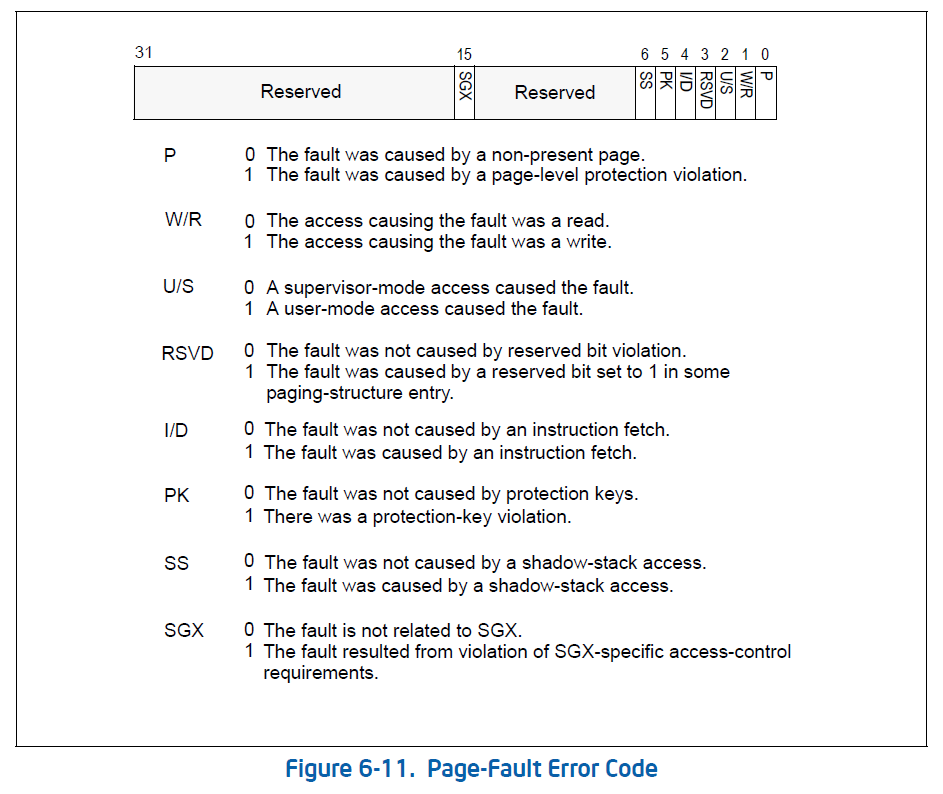 31 15 6 5 4 3 2 1 0
Reserved SGX Reserved SS PK I/D RSVD U/S W/R P
P 0 The fault was caused by a non-present page.
1 The fault was caused by a page-level protection violation.
W/R 0 The access causing the fault was a read.
1 The access causing the fault was a write.
U/S 0 A supervisor-mode access caused the fault.
1 A user-mode access caused the fault.
RSVD 0 The fault was not caused by reserved bit violation.
1 The fault was caused by a reserved bit set to 1 in some
paging-structure entry.
I/D 0 The fault was not caused by an instruction fetch.
1 The fault was caused by an instruction fetch.
PK 0 The fault was not caused by protection keys.
1 There was a protection-key violation.
SS 0 The fault was not caused by a shadow-stack access.
1 The fault was caused by a shadow-stack access.
SGX 0 The fault is not related to SGX.
1 The fault resulted from violation of SGX-specific access-control
requirements.
Figure 6-11. Page-Fault Error Code